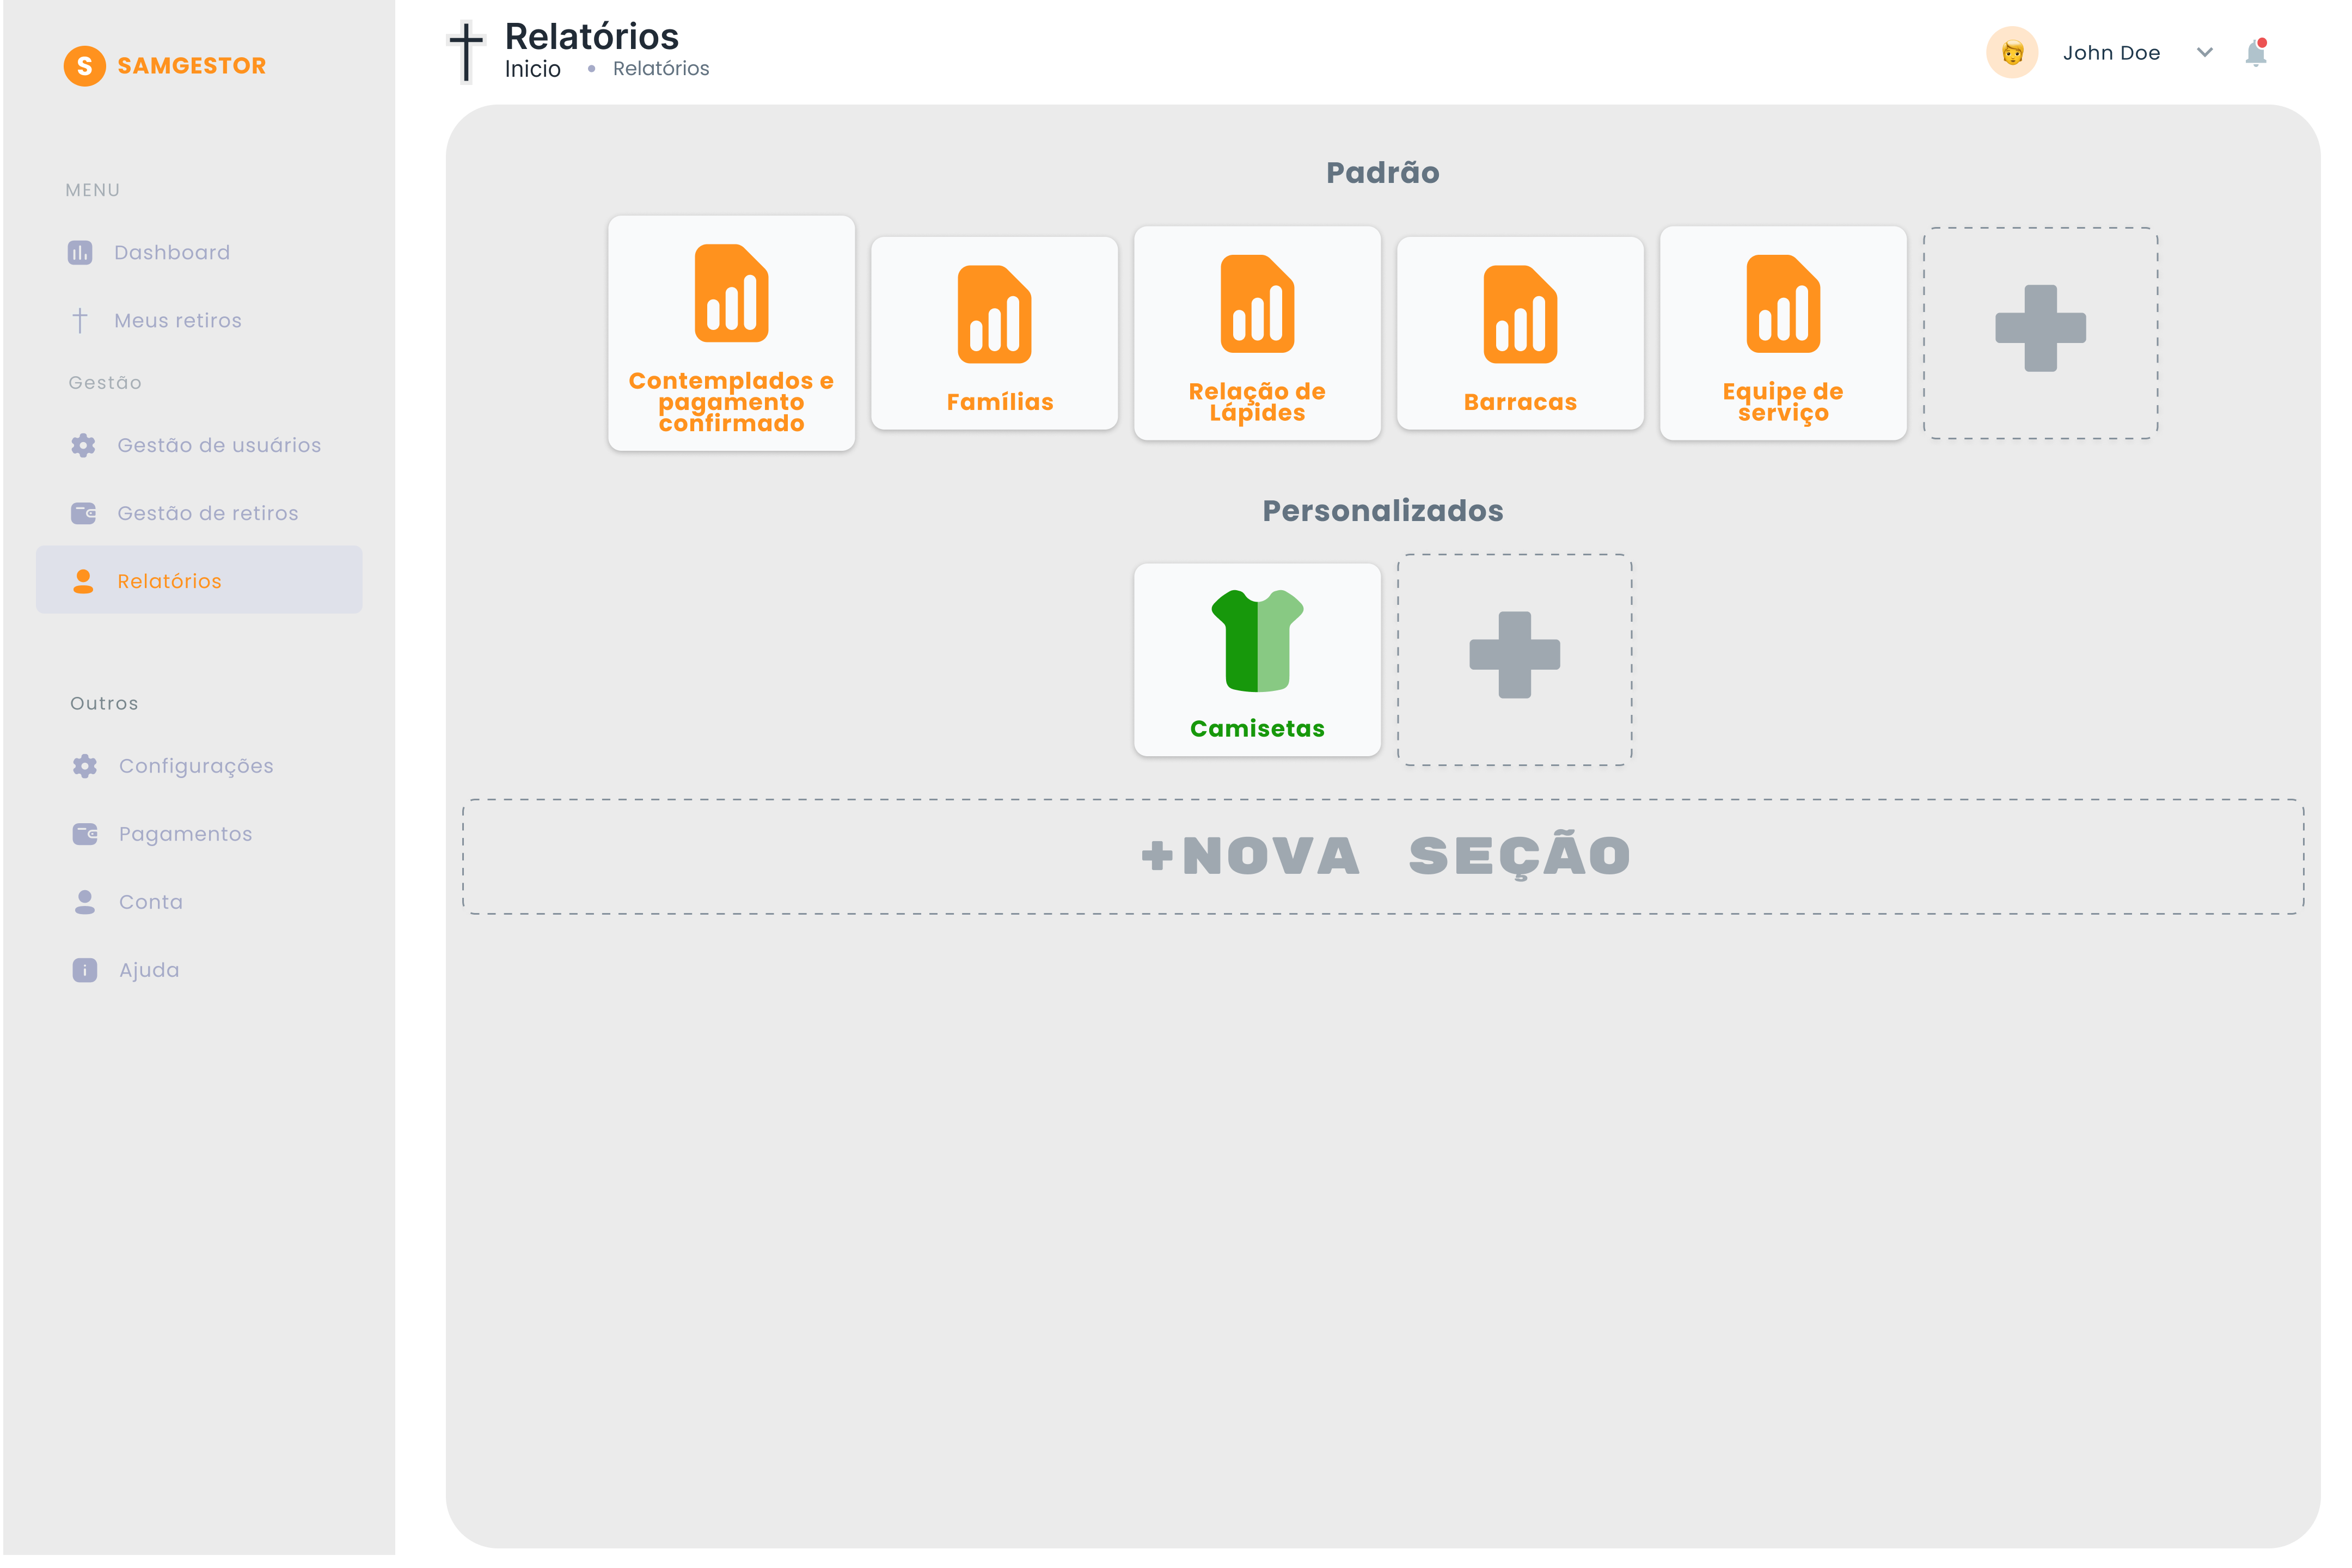 S SAMGESTOR
MENU
Dashboard
Meus retiros
Gestão
Gestão de usuários
Gestão de retiros
Relatórios
Outros
Configurações
Pagamentos
Conta
Ajuda
Relatórios
Inicio • Relatórios
John Doe
Padrão
Contemplados e
pagamento
confirmado
Famílias
Relação de
Lápides
Barracas
Equipe de
serviço
Personalizados
Camisetas
+NOVA SEÇÃO